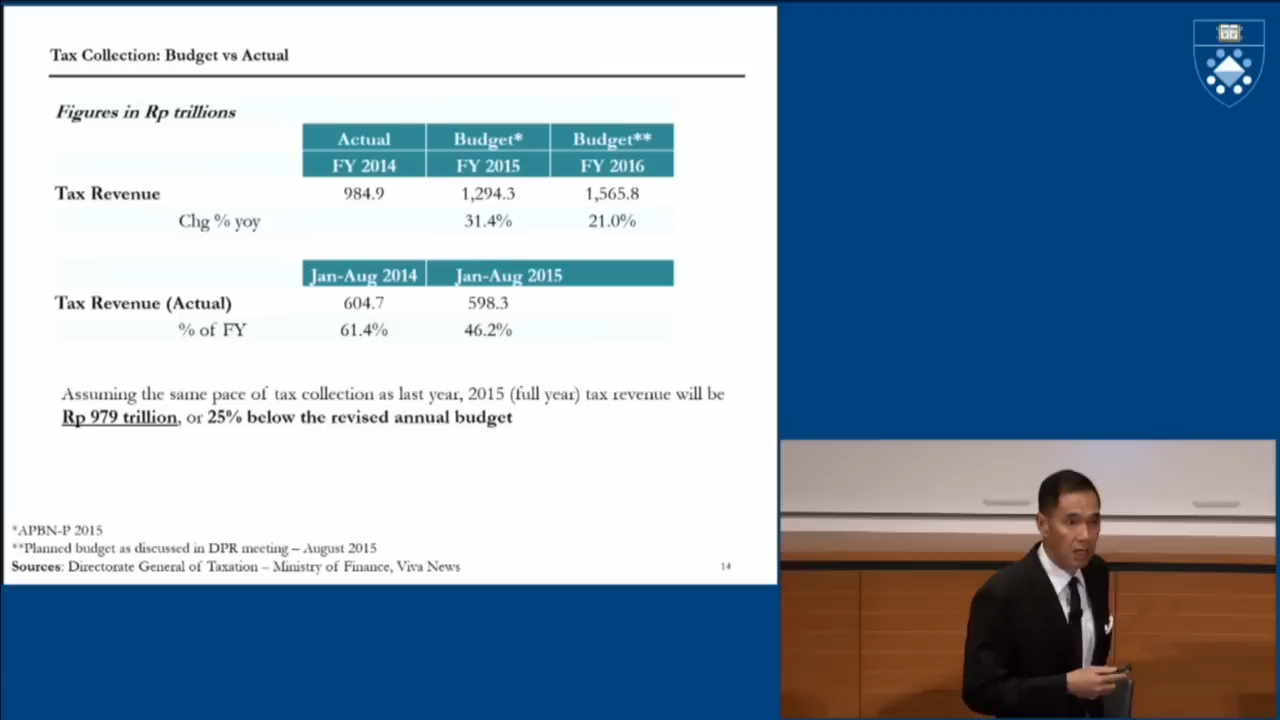 Tax Collection: Budget vs Actual
Figures in Rp trillions
Actual Budget* Budget**
FY 2014 FY 2015 FY 2016
Tax Revenue 984.9 1,294.3 1,565.8
Chg % yoy 31.4% 21.0%
Jan-Aug 2014 Jan-Aug 2015
Tax Revenue (Actual) 604.7 598.3
% of FY 61.4% 46.2%
Assuming the same pace of tax collection as last year, 2015 (full year) tax revenue will be
Rp 979 trillion, or 25% below the revised annual budget
*APBN-P 2015
**Planned budget as discussed in DPR meeting – August 2015
Sources: Directorate General of Taxation – Ministry of Finance, Viva News
14